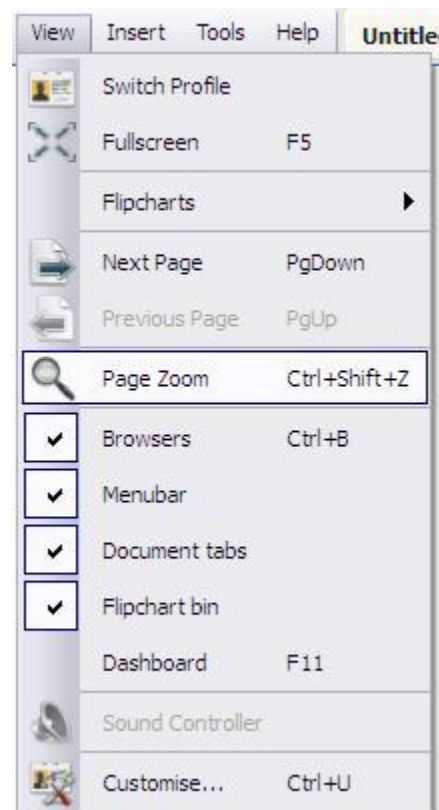 View Insert Tools Help Untitle
Switch Profile
Fullscreen F5
Flipcharts
Next Page PgDown
Previous Page PgUp
Page Zoom Ctrl+Shift+Z
Browsers Ctrl+B
Menubar
Document tabs
Flipchart bin
Dashboard F11
Sound Controller
Customise... Ctrl+U